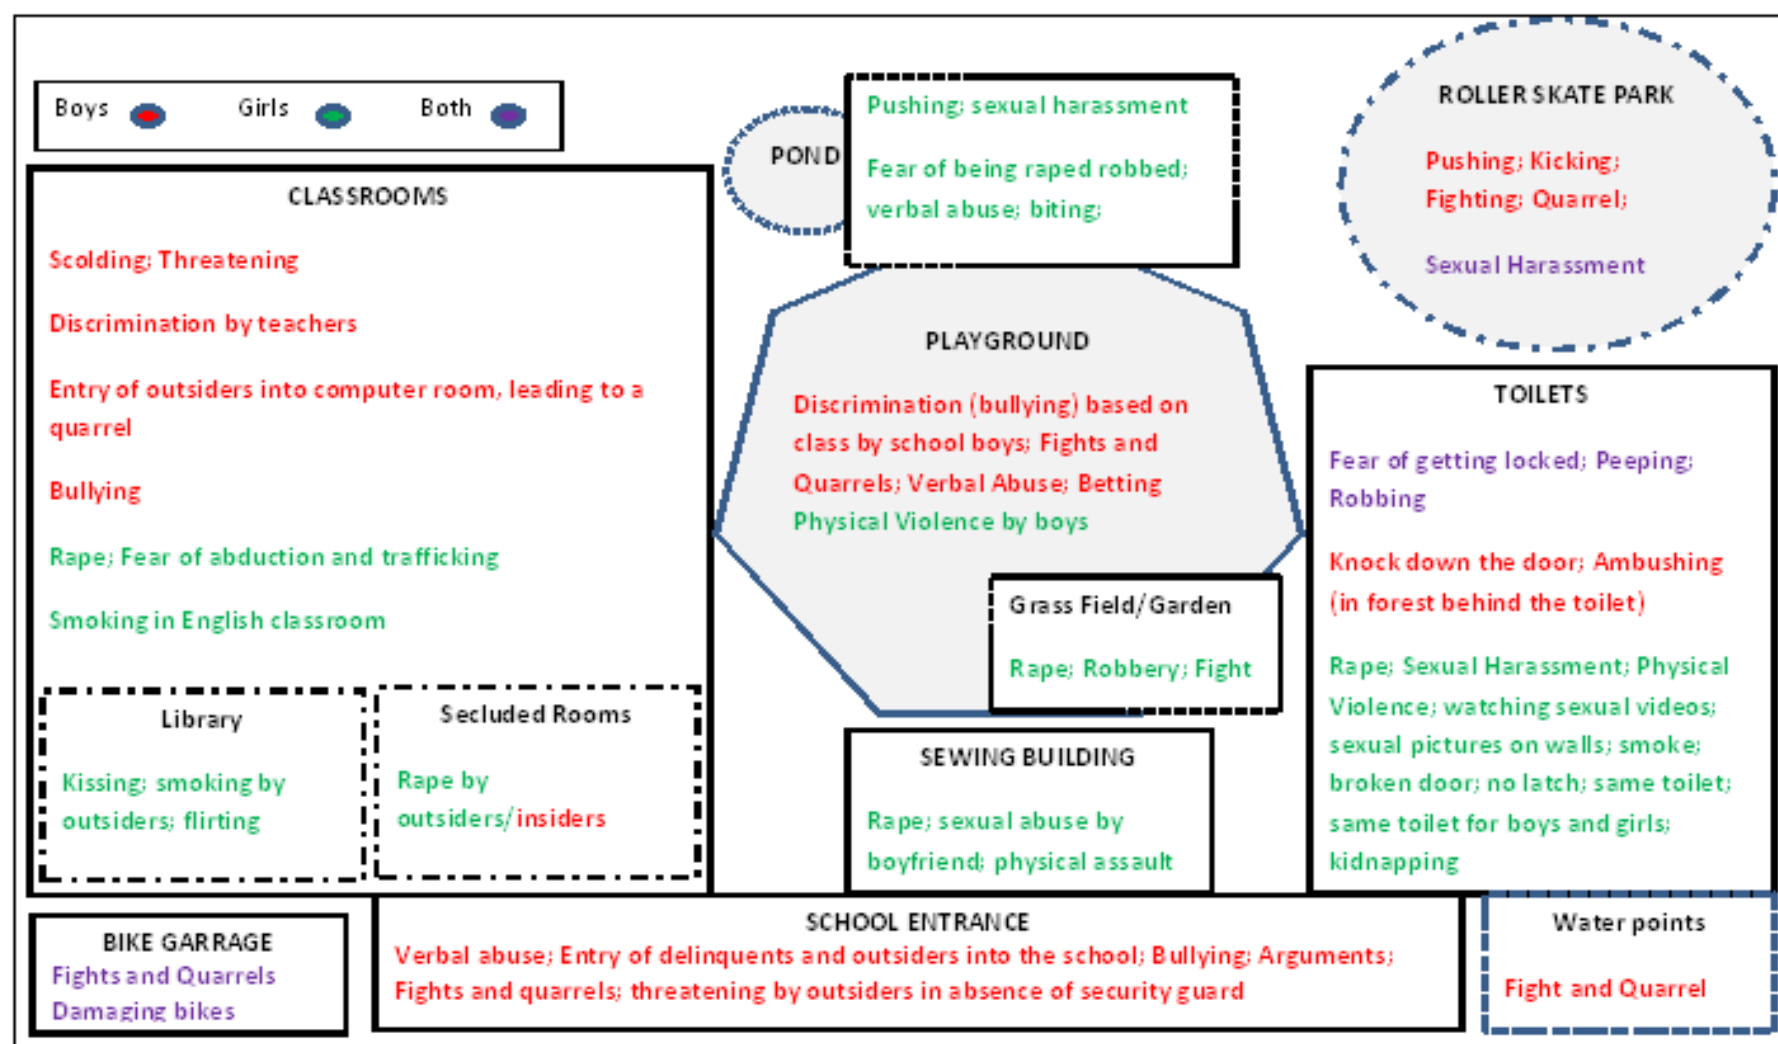 Boys Girls Both
CLASSROOMS
Scolding; Threatening
Discrimination by teachers
Entry of outsiders into computer room, leading to a
quarrel
Bullying
Rape; Fear of abduction and trafficking
Smoking in English classroom
Library
Kissing; smoking by
outsiders; flirting
Secluded Rooms
Rape by
outsiders/insiders
BIKE GARRAGE
Fights and Quarrels
Damaging bikes
POND
Pushing; sexual harassment
Fear of being raped robbed;
verbal abuse; biting;
PLAYGROUND
Discrimination (bullying) based on
class by school boys; Fights and
Quarrels; Verbal Abuse; Betting
Physical Violence by boys
Grass Field/Garden
Rape; Robbery; Fight
SEWING BUILDING
Rape; sexual abuse by
boyfriend; physical assault
SCHOOL ENTRANCE
Verbal abuse; Entry of delinquents and outsiders into the school; Bullying; Arguments;
Fights and quarrels; threatening by outsiders in absence of security guard
ROLLER SKATE PARK
Pushing; Kicking;
Fighting; Quarrel;
Sexual Harassment
TOILETS
Fear of getting locked; Peeping;
Robbing
Knock down the door; Ambushing
(in forest behind the toilet)
Rape; Sexual Harassment; Physical
Violence; watching sexual videos;
sexual pictures on walls; smoke;
broken door; no latch; same toilet;
same toilet for boys and girls;
kidnapping
Water points
Fight and Quarrel